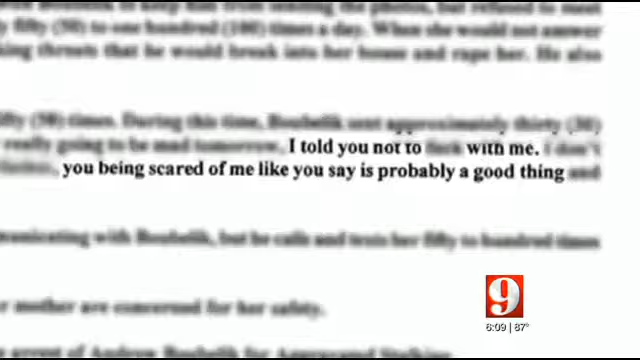 to keep him from sending the photos, but refused to meet
fifty (50) to one hundred (100) times a day. When she would not answer
king threats that he would break into her house and rape her. He also
ifty (50) times. During this time, sent approximately thirty (30)
really going to be mad tomorrow. I told you not to with me. I don't
you being scared of me like you say is probably a good thing and
municating with but he calls and texts her fifty to hundred times
r mother are concerned for her safety.
arrest of Andrew for Aggravated Stalking
9
6:09 | 87°